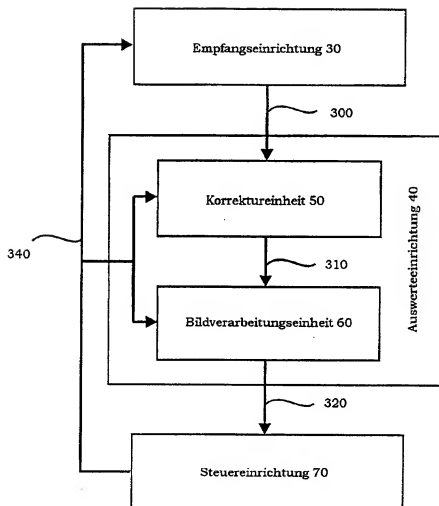 Empfangseinrichtung 30
300
Korrektureinheit 50
Auswerteeinrichtung 40
340
310
Bildverarbeitungseinheit 60
320
Steuereinrichtung 70